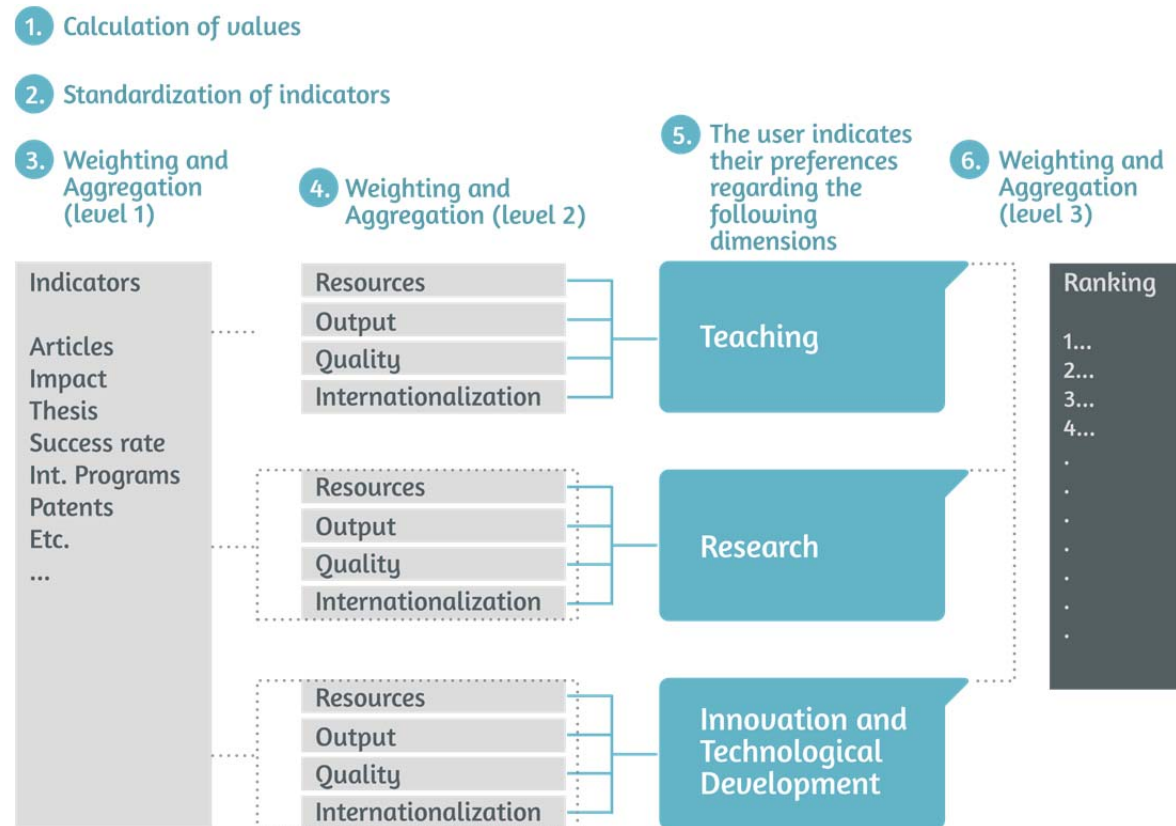 1. Calculation of values
2. Standardization of indicators
3. Weighting and
Aggregation
(level 1)
4. Weighting and
Aggregation (level 2)
5. The user indicates
their preferences
regarding the
following
dimensions
6. Weighting and
Aggregation
(level 3)
Indicators
Articles
Impact
Thesis
Success rate
Int. Programs
Patents
Etc.
...
Resources
Output
Quality
Internationalization
Teaching
Resources
Output
Quality
Internationalization
Research
Resources
Output
Quality
Internationalization
Innovation and
Technological
Development
Ranking
1...
2...
3...
4...
.
.
.
.
.
.
.